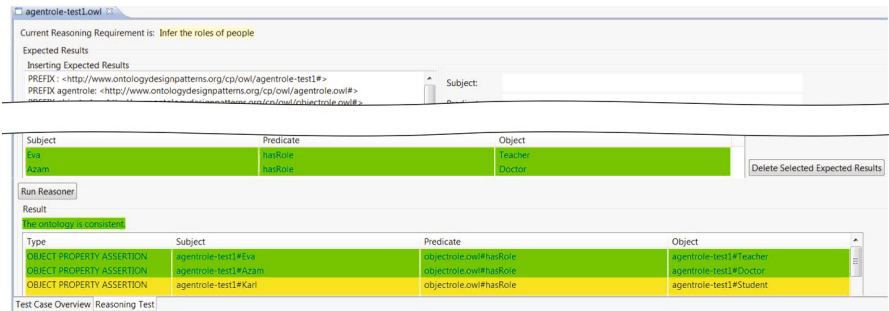 agentrole-test1.owl
Current Reasoning Requirement is: Infer the roles of people
Expected Results
Inserting Expected Results
PREFIX : <http://www.ontologydesignpatterns.org/cp/owl/agentrole-test1#>
PREFIX agentrole: <http://www.ontologydesignpatterns.org/cp/owl/agentrole.owl#>
Subject:
Subject Predicate Object
Eva hasRole Teacher
Azam hasRole Doctor
Delete Selected Expected Results
Run Reasoner
Result
The ontology is consistent.
Type Subject Predicate Object
OBJECT PROPERTY ASSERTION agentrole-test1#Eva objectrole.owl#hasRole agentrole-test1#Teacher
OBJECT PROPERTY ASSERTION agentrole-test1#Azam objectrole.owl#hasRole agentrole-test1#Doctor
OBJECT PROPERTY ASSERTION agentrole-test1#Karl objectrole.owl#hasRole agentrole-test1#Student
Test Case Overview Reasoning Test